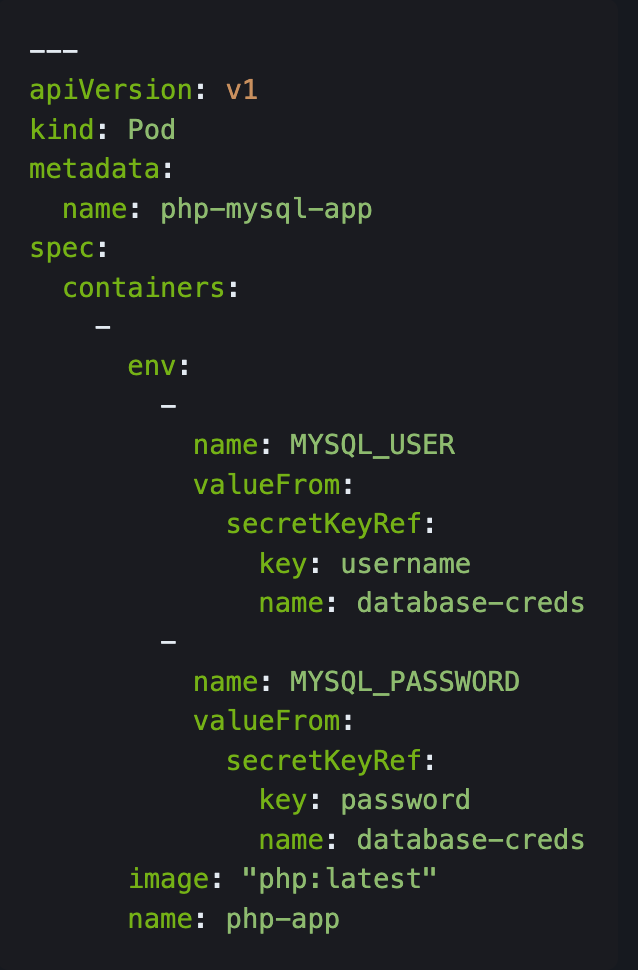 ---
apiVersion: v1
kind: Pod
metadata:
  name: php-mysql-app
spec:
  containers:
    -
      env:
        -
          name: MYSQL_USER
          valueFrom:
            secretKeyRef:
              key: username
              name: database-creds
        -
          name: MYSQL_PASSWORD
          valueFrom:
            secretKeyRef:
              key: password
              name: database-creds
      image: "php:latest"
      name: php-app